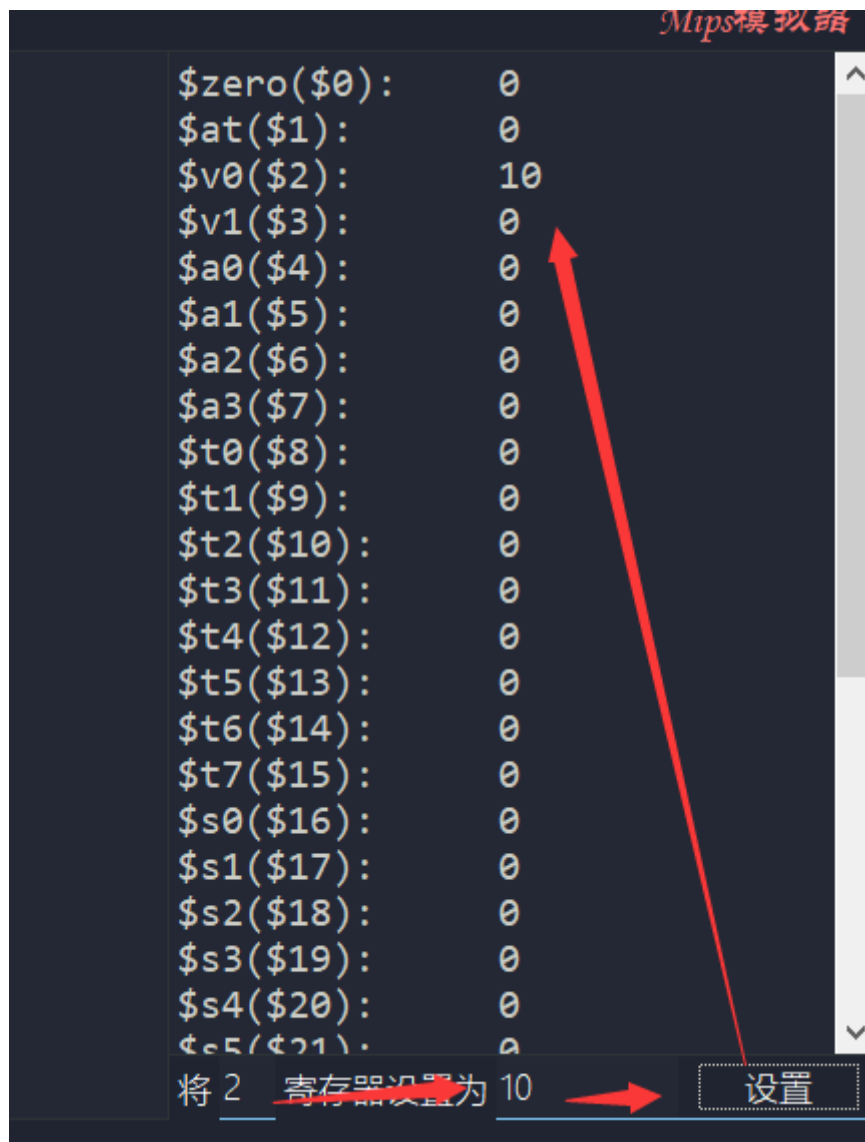 Mips模拟器
$zero($0): 0
$at($1): 0
$v0($2): 10
$v1($3): 0
$a0($4): 0
$a1($5): 0
$a2($6): 0
$a3($7): 0
$t0($8): 0
$t1($9): 0
$t2($10): 0
$t3($11): 0
$t4($12): 0
$t5($13): 0
$t6($14): 0
$t7($15): 0
$s0($16): 0
$s1($17): 0
$s2($18): 0
$s3($19): 0
$s4($20): 0
$s5($21): 0
将 2 寄存器设置为 10 设置